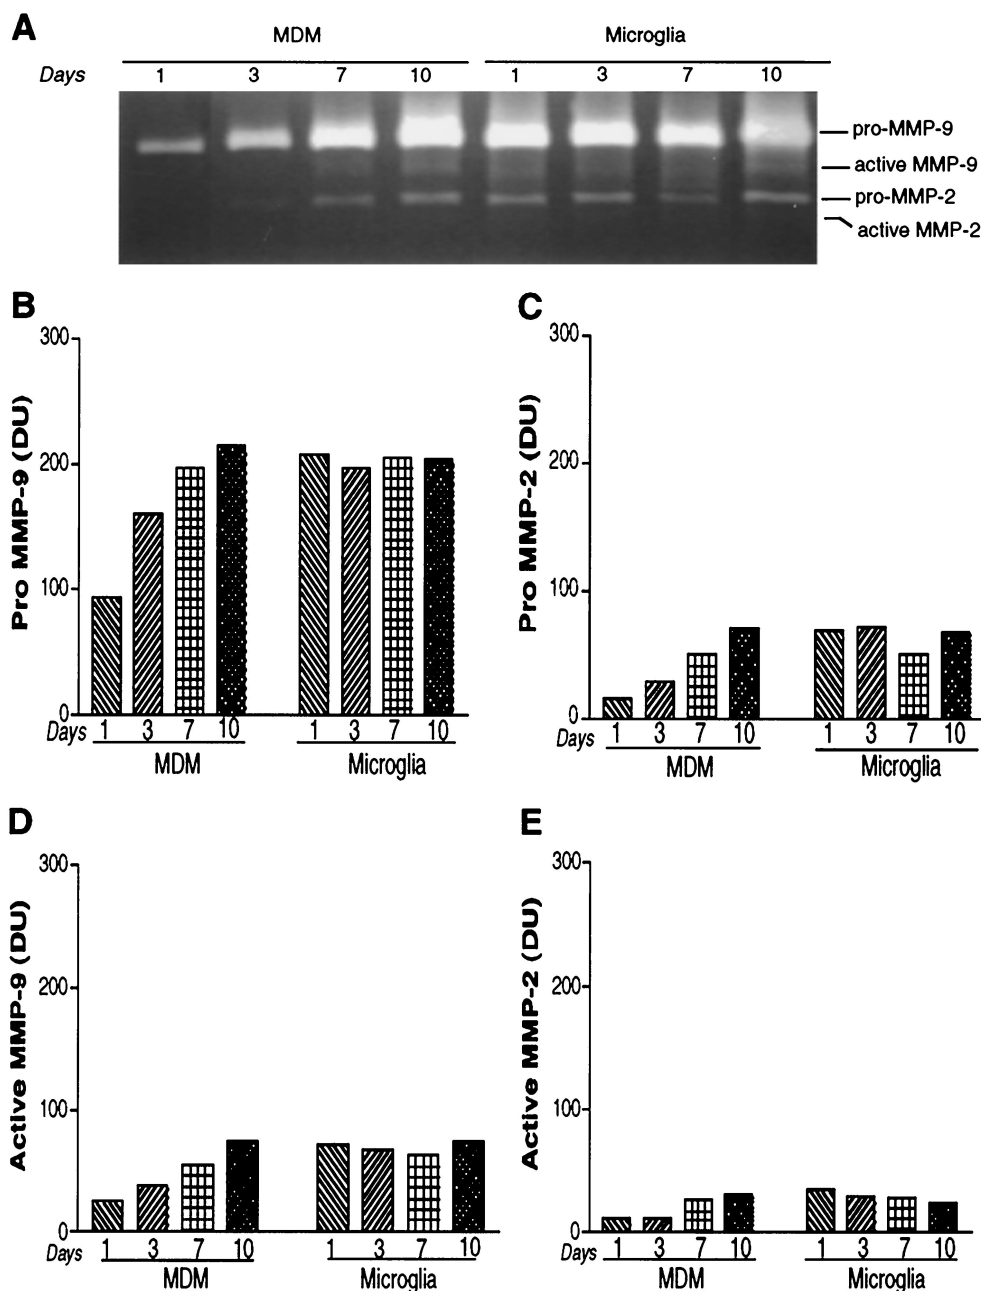 A
MDM Microglia
Days 1 3 7 10 1 3 7 10
pro-MMP-9
active MMP-9
pro-MMP-2
active MMP-2
B
Pro MMP-9 (DU)
300
200
100
0
Days 1 3 7 10 1 3 7 10
MDM Microglia
C
Pro MMP-2 (DU)
300
200
100
0
Days 1 3 7 10 1 3 7 10
MDM Microglia
D
Active MMP-9 (DU)
300
200
100
0
Days 1 3 7 10 1 3 7 10
MDM Microglia
E
Active MMP-2 (DU)
300
200
100
0
Days 1 3 7 10 1 3 7 10
MDM Microglia